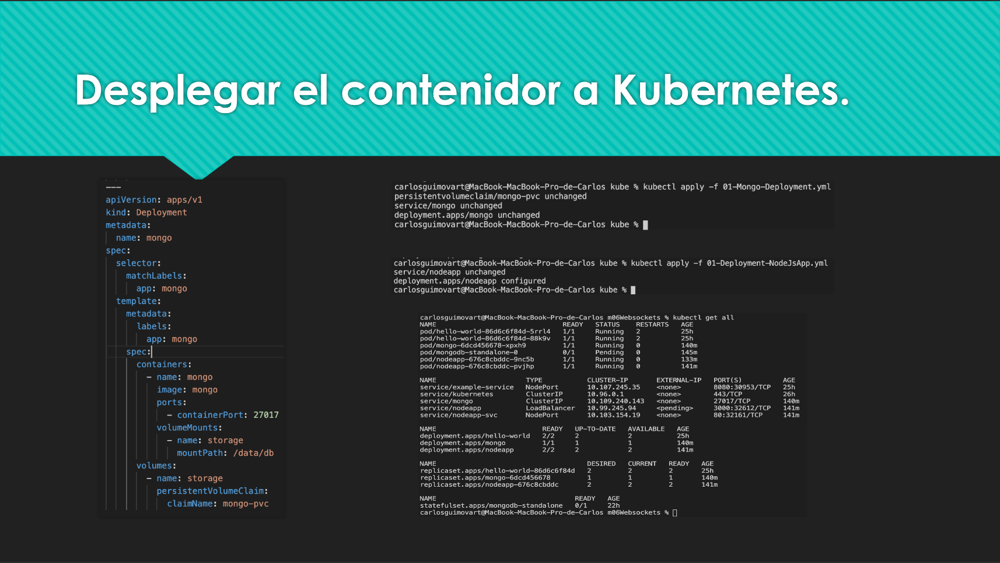 Desplegar el contenidor a Kubernetes.
---
apiVersion: apps/v1
kind: Deployment
metadata:
  name: mongo
spec:
  selector:
    matchLabels:
      app: mongo
  template:
    metadata:
      labels:
        app: mongo
    spec:
      containers:
        - name: mongo
          image: mongo
          ports:
            - containerPort: 27017
          volumeMounts:
            - name: storage
              mountPath: /data/db
      volumes:
        - name: storage
          persistentVolumeClaim:
            claimName: mongo-pvc
carlosguimovart@MacBook-MacBook-Pro-de-Carlos kube % kubectl apply -f 01-Mongo-Deployment.yml
persistentvolumeclaim/mongo-pvc unchanged
service/mongo unchanged
deployment.apps/mongo unchanged
carlosguimovart@MacBook-MacBook-Pro-de-Carlos kube %
carlosguimovart@MacBook-MacBook-Pro-de-Carlos kube % kubectl apply -f 01-Deployment-NodeJsApp.yml
service/nodeapp unchanged
deployment.apps/nodeapp configured
carlosguimovart@MacBook-MacBook-Pro-de-Carlos kube %
carlosguimovart@MacBook-MacBook-Pro-de-Carlos m06Websockets % kubectl get all
NAME READY STATUS RESTARTS AGE
pod/hello-world-86d6c6f84d-5rrl4 1/1 Running 2 25h
pod/hello-world-86d6c6f84d-88k9v 1/1 Running 2 25h
pod/mongo-6dcd456678-xpxh9 1/1 Running 0 140m
pod/mongodb-standalone-0 0/1 Pending 0 145m
pod/nodeapp-676c8cbddc-9nc5b 1/1 Running 0 133m
pod/nodeapp-676c8cbddc-pvjhp 1/1 Running 0 141m
NAME TYPE CLUSTER-IP EXTERNAL-IP PORT(S) AGE
service/example-service NodePort 10.107.245.35 <none> 8080:30953/TCP 25h
service/kubernetes ClusterIP 10.96.0.1 <none> 443/TCP 26h
service/mongo ClusterIP 10.109.240.143 <none> 27017/TCP 140m
service/nodeapp LoadBalancer 10.99.245.94 <pending> 3000:32612/TCP 141m
service/nodeapp-svc NodePort 10.103.154.19 <none> 80:32161/TCP 141m
NAME READY UP-TO-DATE AVAILABLE AGE
deployment.apps/hello-world 2/2 2 2 25h
deployment.apps/mongo 1/1 1 1 140m
deployment.apps/nodeapp 2/2 2 2 141m
NAME DESIRED CURRENT READY AGE
replicaset.apps/hello-world-86d6c6f84d 2 2 2 25h
replicaset.apps/mongo-6dcd456678 1 1 1 140m
replicaset.apps/nodeapp-676c8cbddc 2 2 2 141m
NAME READY AGE
statefulset.apps/mongodb-standalone 0/1 22h
carlosguimovart@MacBook-MacBook-Pro-de-Carlos m06Websockets %